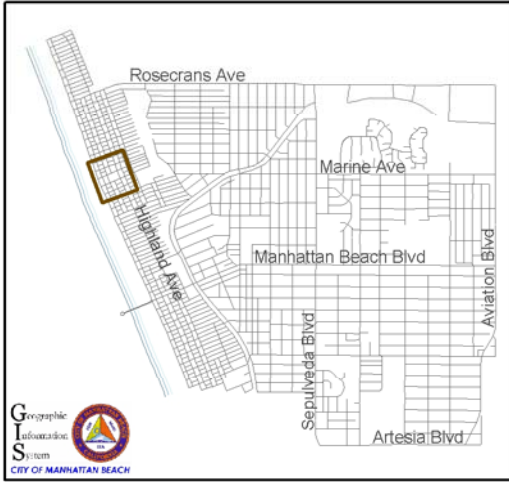 Rosecrans Ave
Marine Ave
Highland Ave
Manhattan Beach Blvd
Aviation Blvd
Sepulveda Blvd
Artesia Blvd
Geographic
Information
System
CITY OF MANHATTAN BEACH